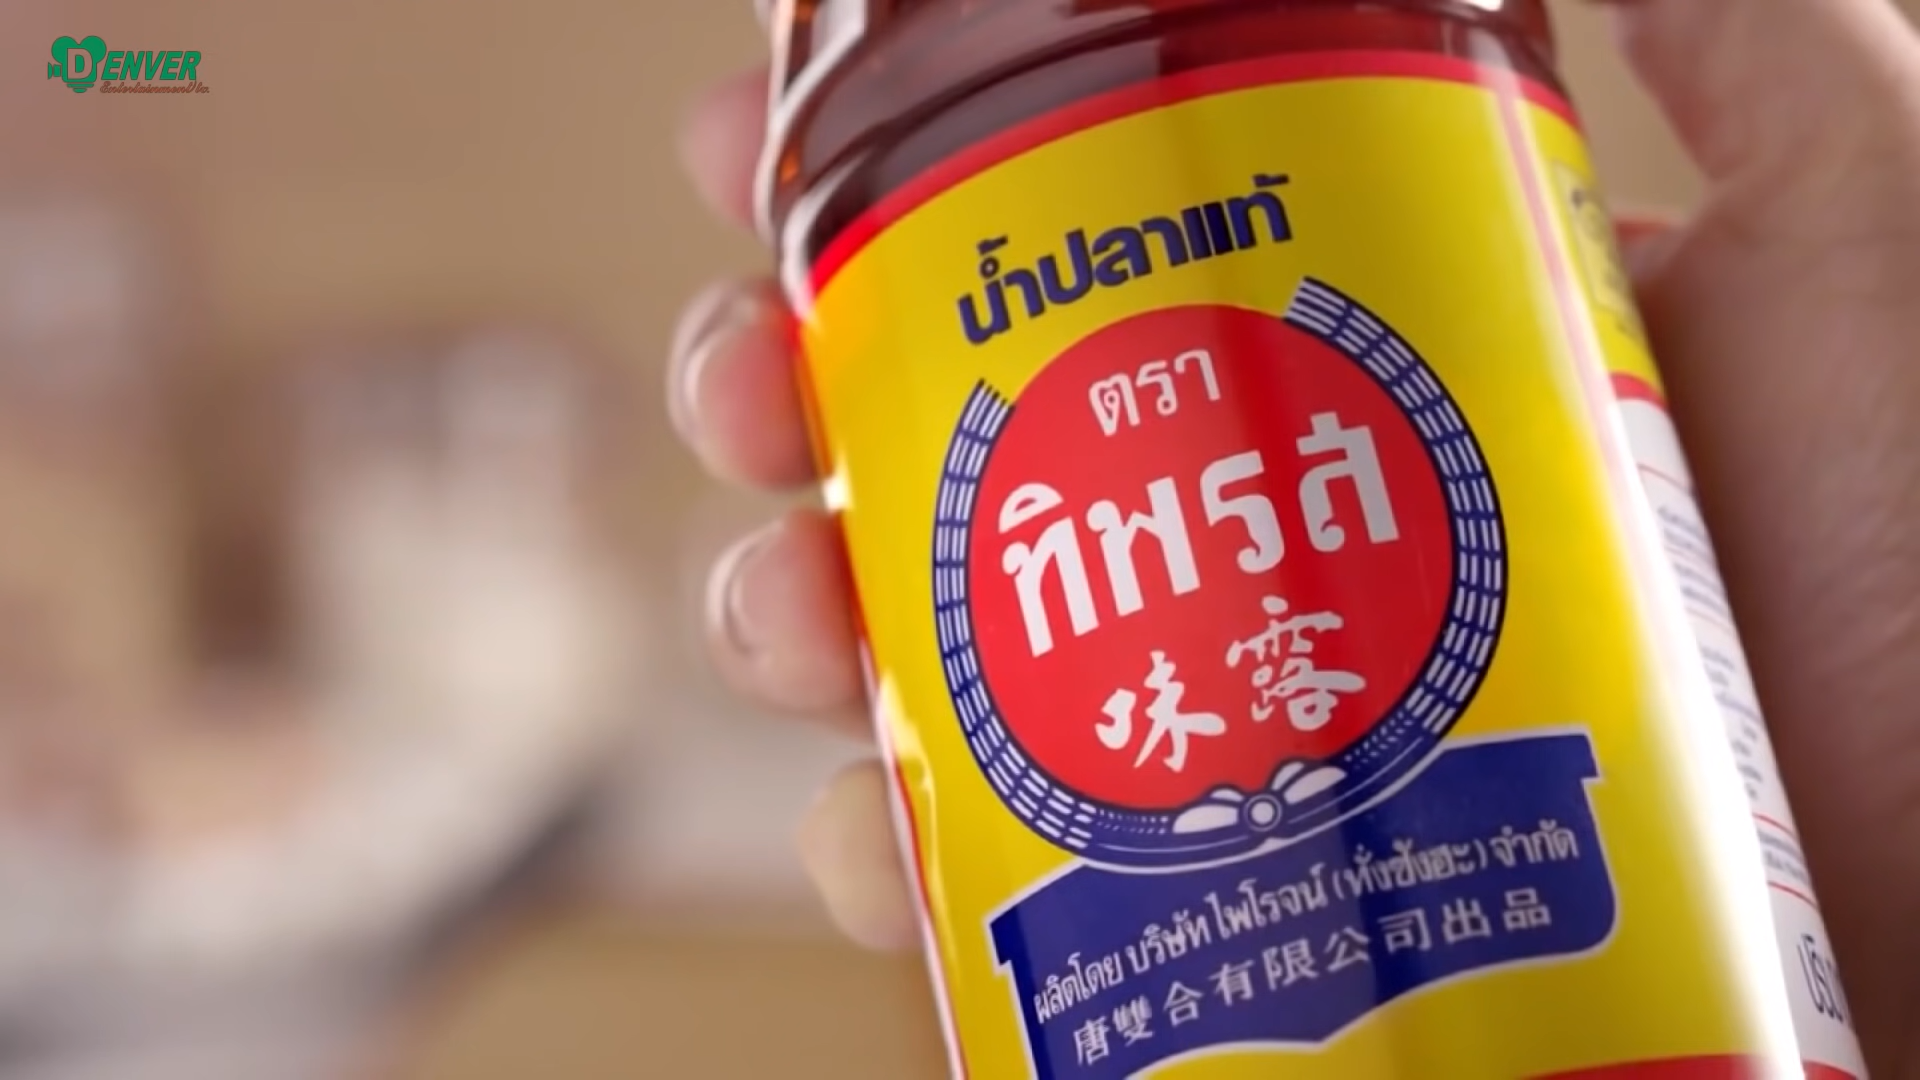 DENVER
Entertainment
น้ำปลาแท้
ตรา
ทิพรส
味露
ผลิตโดย บริษัท ไพโรจน์ (ทั่งซังฮะ) จำกัด
唐雙合有限公司出品